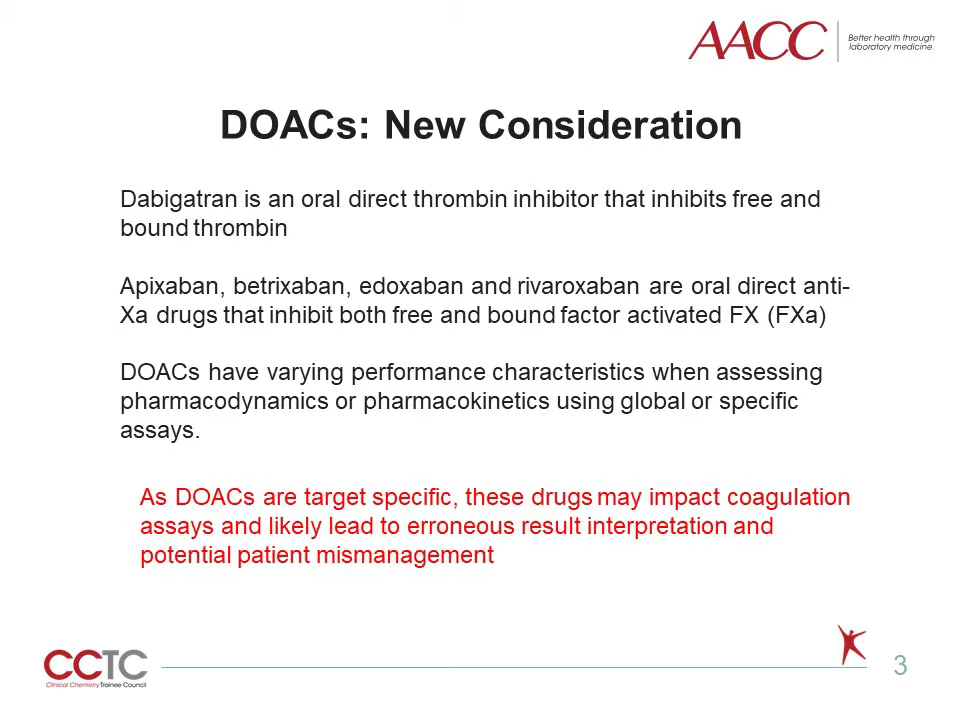 AACC
Better health through
laboratory medicine.
DOACs: New Consideration
Dabigatran is an oral direct thrombin inhibitor that inhibits free and
bound thrombin
Apixaban, betrixaban, edoxaban and rivaroxaban are oral direct anti-
Xa drugs that inhibit both free and bound factor activated FX (FXa)
DOACs have varying performance characteristics when assessing
pharmacodynamics or pharmacokinetics using global or specific
assays.
As DOACs are target specific, these drugs may impact coagulation
assays and likely lead to erroneous result interpretation and
potential patient mismanagement
CCTC
Clinical Chemistry Trainee Council
3